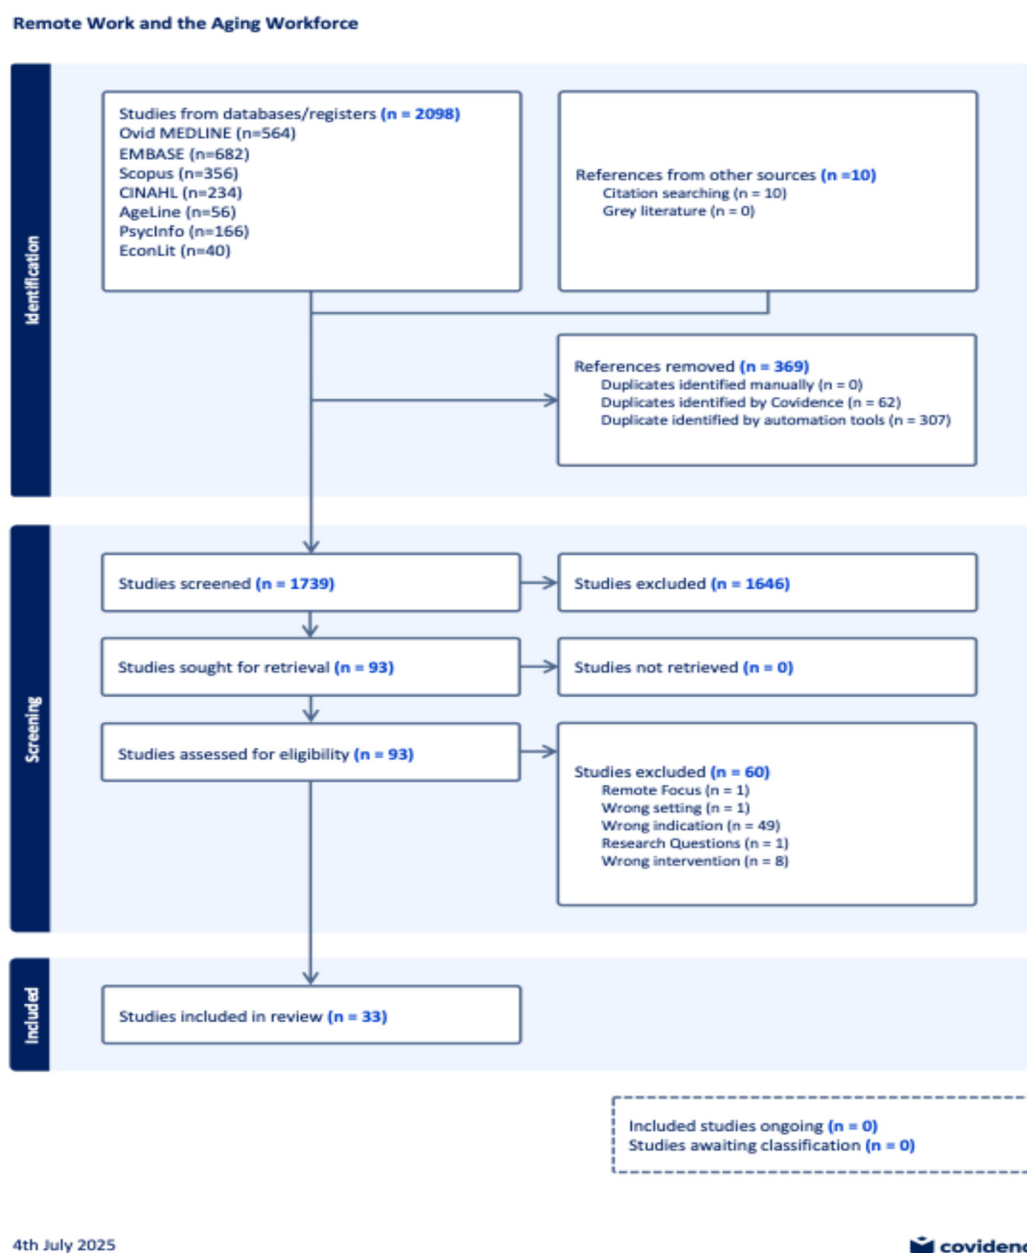 Remote Work and the Aging Workforce
Identification
Studies from databases/registers (n = 2098)
Ovid MEDLINE (n=564)
EMBASE (n=682)
Scopus (n=356)
CINAHL (n=234)
AgeLine (n=56)
PsycInfo (n=166)
EconLit (n=40)
References from other sources (n =10)
Citation searching (n = 10)
Grey literature (n = 0)
References removed (n = 369)
Duplicates identified manually (n = 0)
Duplicates identified by Covidence (n = 62)
Duplicate identified by automation tools (n = 307)
Screening
Studies screened (n = 1739)
Studies excluded (n = 1646)
Studies sought for retrieval (n = 93)
Studies not retrieved (n = 0)
Studies assessed for eligibility (n = 93)
Studies excluded (n = 60)
Remote Focus (n = 1)
Wrong setting (n = 1)
Wrong indication (n = 49)
Research Questions (n = 1)
Wrong intervention (n = 8)
Included
Studies included in review (n = 33)
Included studies ongoing (n = 0)
Studies awaiting classification (n = 0)
4th July 2025
covidenc